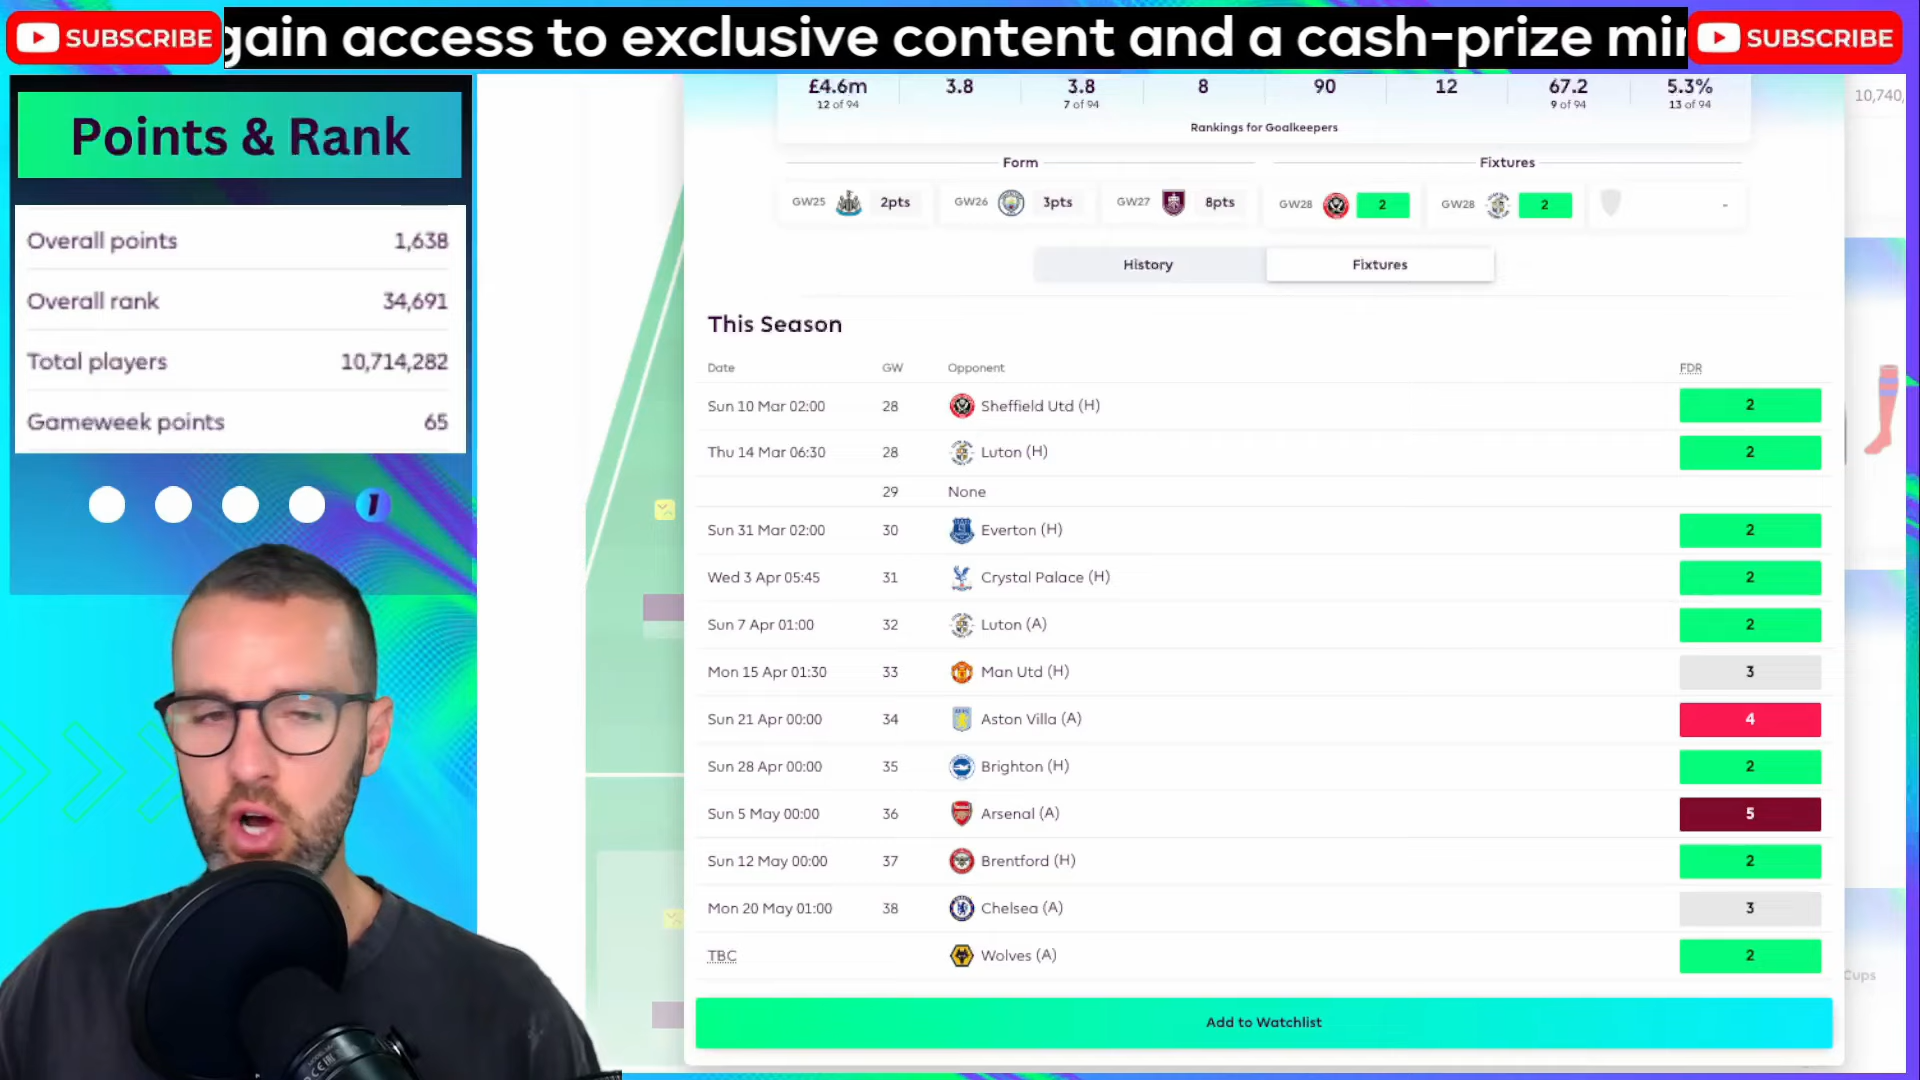 SUBSCRIBE
gain access to exclusive content and a cash-prize
SUBSCRIBE
Points & Rank
Overall points 1,638
Overall rank 34,691
Total players 10,714,282
Gameweek points 65
£4.6m 3.8 3.8 8 90 12 67.2 5.3%
12 of 94 7 of 94 9 of 94 13 of 94
Rankings for Goalkeepers
10,740,
Form Fixtures
GW25 2pts GW26 3pts GW27 8pts GW28 2 GW28 2 -
History Fixtures
This Season
Date GW Opponent FDR
Sun 10 Mar 02:00 28 Sheffield Utd (H) 2
Thu 14 Mar 06:30 28 Luton (H) 2
29 None
Sun 31 Mar 02:00 30 Everton (H) 2
Wed 3 Apr 05:45 31 Crystal Palace (H) 2
Sun 7 Apr 01:00 32 Luton (A) 2
Mon 15 Apr 01:30 33 Man Utd (H) 3
Sun 21 Apr 00:00 34 Aston Villa (A) 4
Sun 28 Apr 00:00 35 Brighton (H) 2
Sun 5 May 00:00 36 Arsenal (A) 5
Sun 12 May 00:00 37 Brentford (H) 2
Mon 20 May 01:00 38 Chelsea (A) 3
TBC Wolves (A) 2
Cups
Add to Watchlist